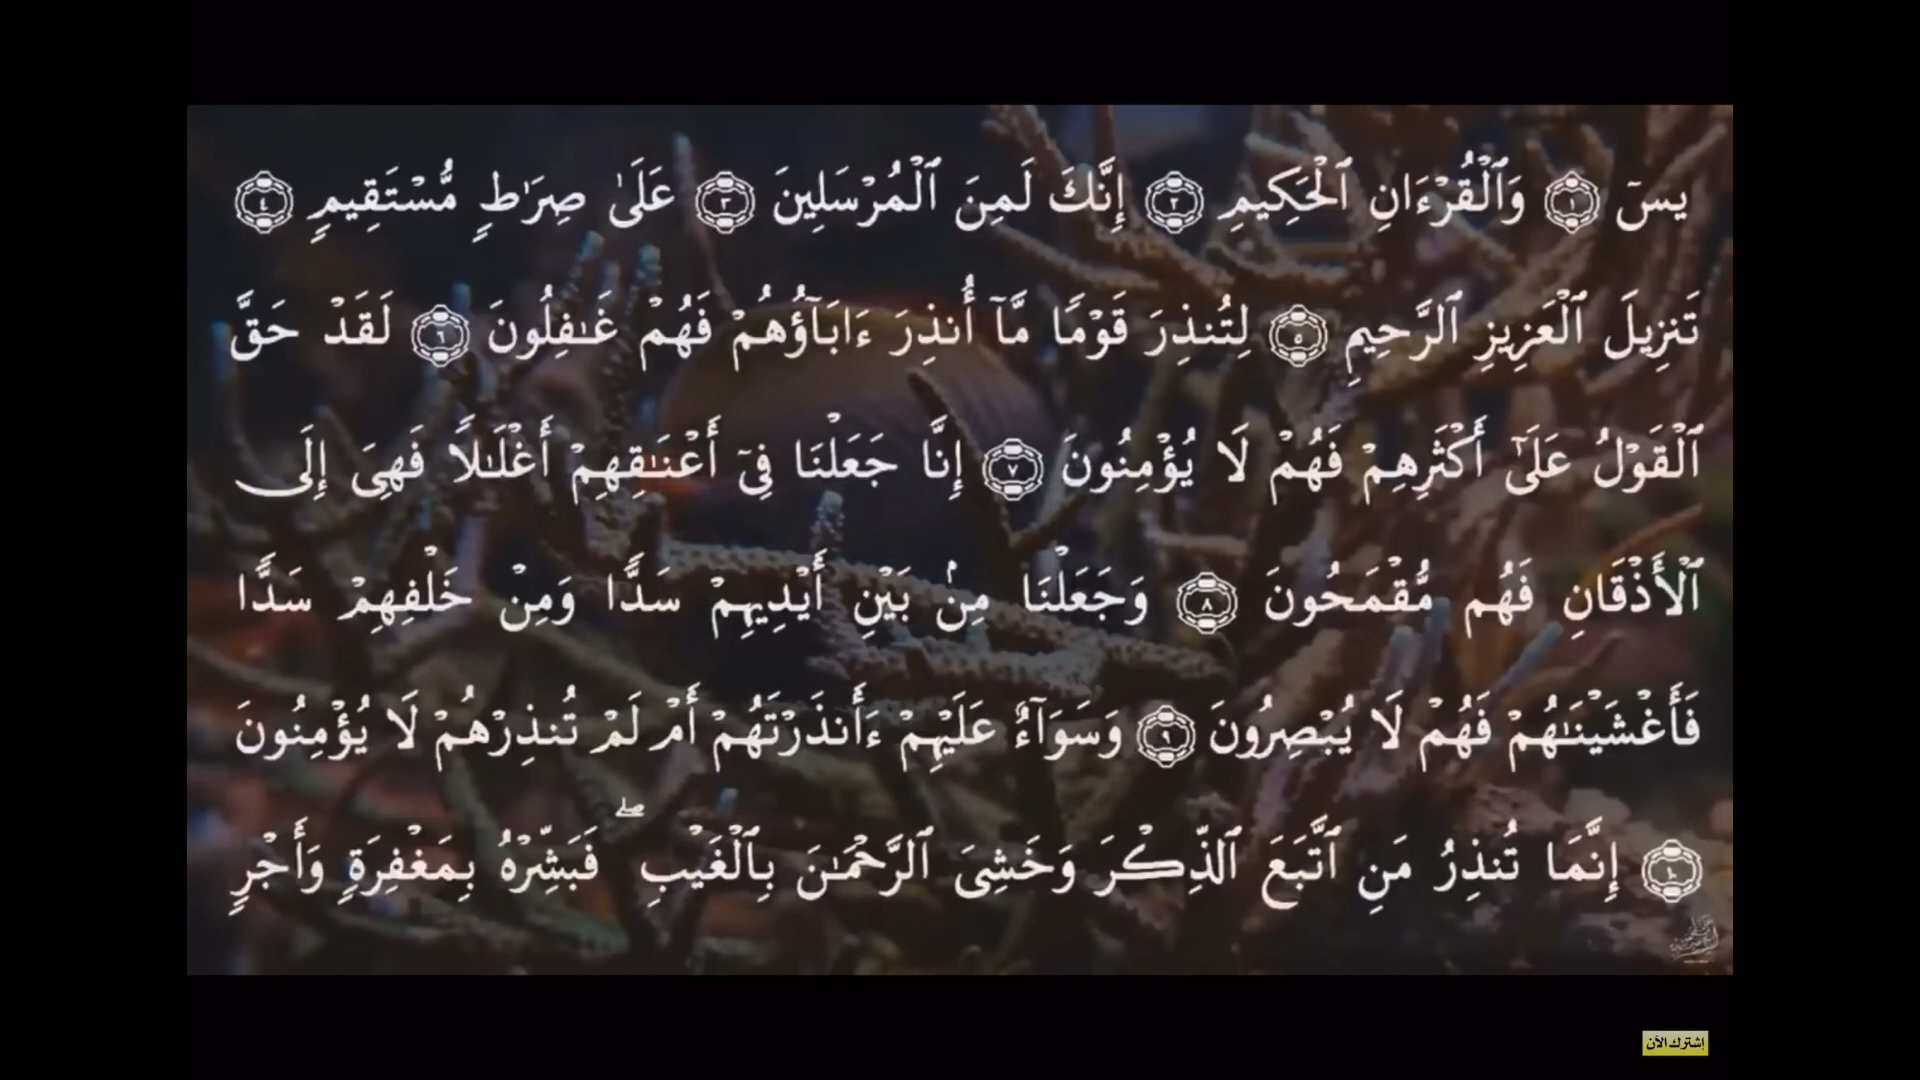 يسٓ ١ وَٱلْقُرْءَانِ ٱلْحَكِيمِ ٢ إِنَّكَ لَمِنَ ٱلْمُرْسَلِينَ ٣ عَلَىٰ صِرَٰطٍ مُّسْتَقِيمٍ ٤
تَنزِيلَ ٱلْعَزِيزِ ٱلرَّحِيمِ ٥ لِتُنذِرَ قَوْمًا مَّآ أُنذِرَ ءَابَآؤُهُمْ فَهُمْ غَٰفِلُونَ ٦ لَقَدْ حَقَّ
ٱلْقَوْلُ عَلَىٰٓ أَكْثَرِهِمْ فَهُمْ لَا يُؤْمِنُونَ ٧ إِنَّا جَعَلْنَا فِىٓ أَعْنَٰقِهِمْ أَغْلَٰلًا فَهِىَ إِلَى
ٱلْأَذْقَانِ فَهُم مُّقْمَحُونَ ٨ وَجَعَلْنَا مِنۢ بَيْنِ أَيْدِيهِمْ سَدًّا وَمِنْ خَلْفِهِمْ سَدًّا
فَأَغْشَيْنَٰهُمْ فَهُمْ لَا يُبْصِرُونَ ٩ وَسَوَآءٌ عَلَيْهِمْ ءَأَنذَرْتَهُمْ أَمْ لَمْ تُنذِرْهُمْ لَا يُؤْمِنُونَ
١٠ إِنَّمَا تُنذِرُ مَنِ ٱتَّبَعَ ٱلذِّكْرَ وَخَشِىَ ٱلرَّحْمَٰنَ بِٱلْغَيْبِ ۖ فَبَشِّرْهُ بِمَغْفِرَةٍ وَأَجْرٍ
إشترك الآن